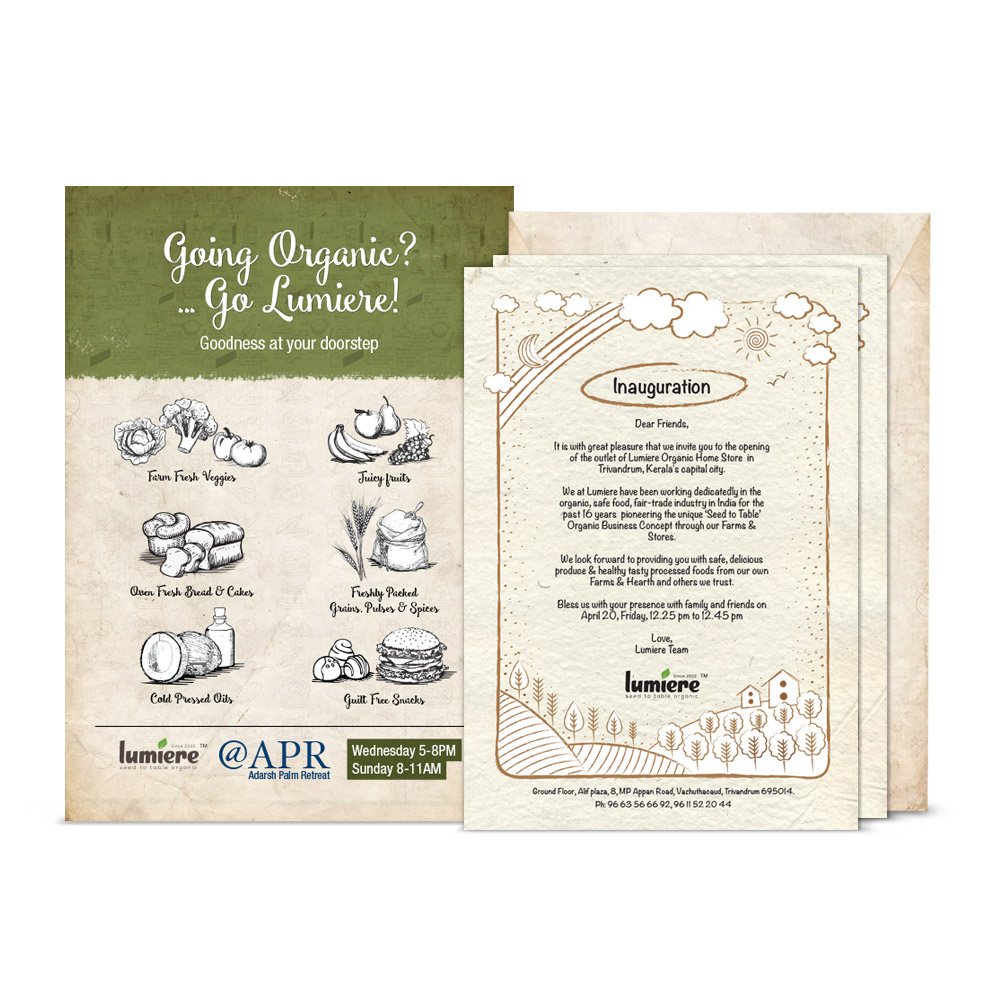 Going Organic?
... Go Lumiere!
Goodness at your doorstep
Farm Fresh Veggies
Juicy fruits
Oven Fresh Bread & Cakes
Freshly Packed
Grains, Pulses & Spices
Cold Pressed Oils
Guilt Free Snacks
lumiere Since 2002 TM
seed to table organic
@APR
Adarsh Palm Retreat
Wednesday 5-8PM
Sunday 8-11AM
Inauguration
Dear Friends,
It is with great pleasure that we invite you to the opening
of the outlet of Lumiere Organic Home Store in
Trivandrum, Kerala's capital city.
We at Lumiere have been working dedicatedly in the
organic, safe food, fair-trade industry in India for the
past 16 years pioneering the unique 'Seed to Table'
Organic Business Concept through our Farms &
Stores.
We look forward to providing you with safe, delicious
produce & healthy tasty processed foods from our own
Farms & Hearth and others we trust.
Bless us with your presence with family and friends on
April 20, Friday, 12.25 pm to 12.45 pm
Love,
Lumiere Team
lumiere Since 2002 TM
seed to table organic
Ground Floor, Alif plaza, 8, MP Appan Road, Vazhuthacaud, Trivandrum 695014.
Ph: 96 63 56 66 92, 96 11 52 20 44